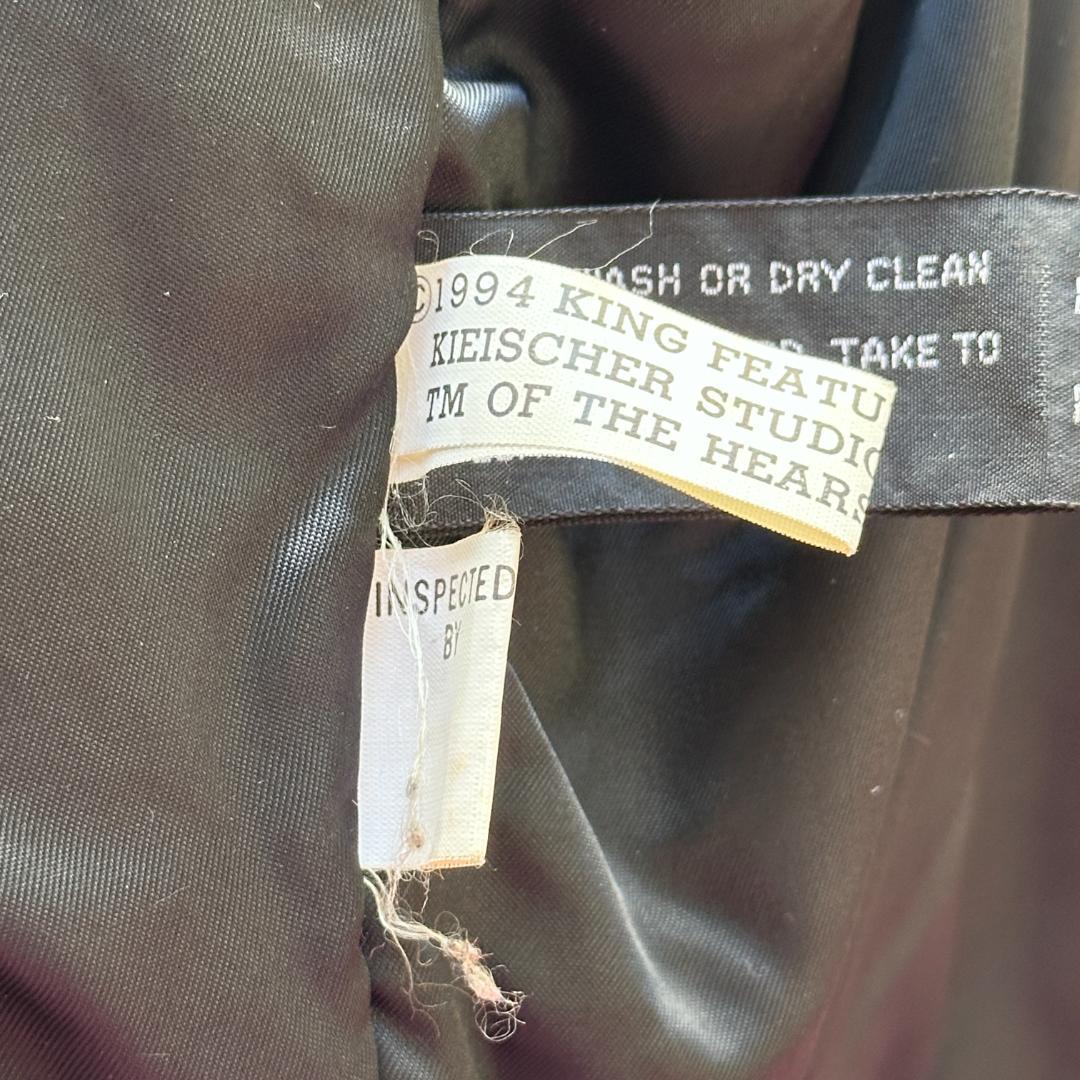 WASH OR DRY CLEAN
TAKE TO
©1994 KING FEATU
KIEISCHER STUDIO
TM OF THE HEARS
INSPECTED
BY